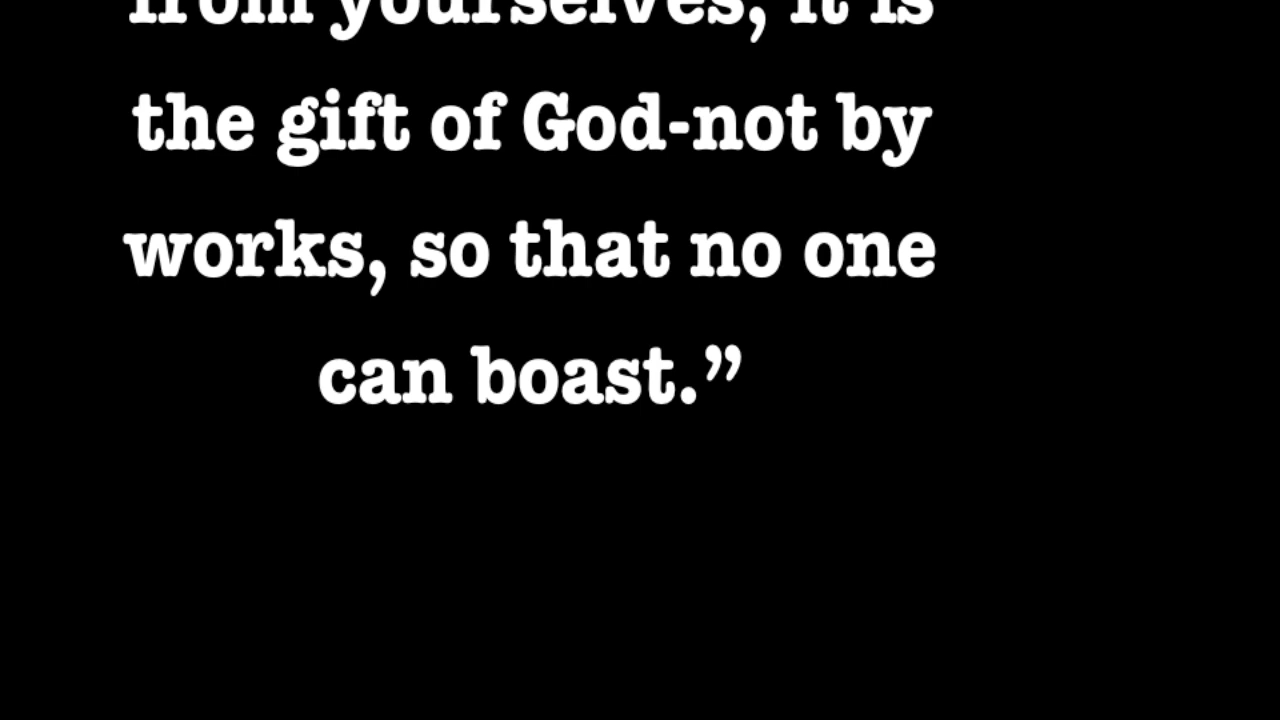 from yourselves, it is
the gift of God-not by
works, so that no one
can boast.”